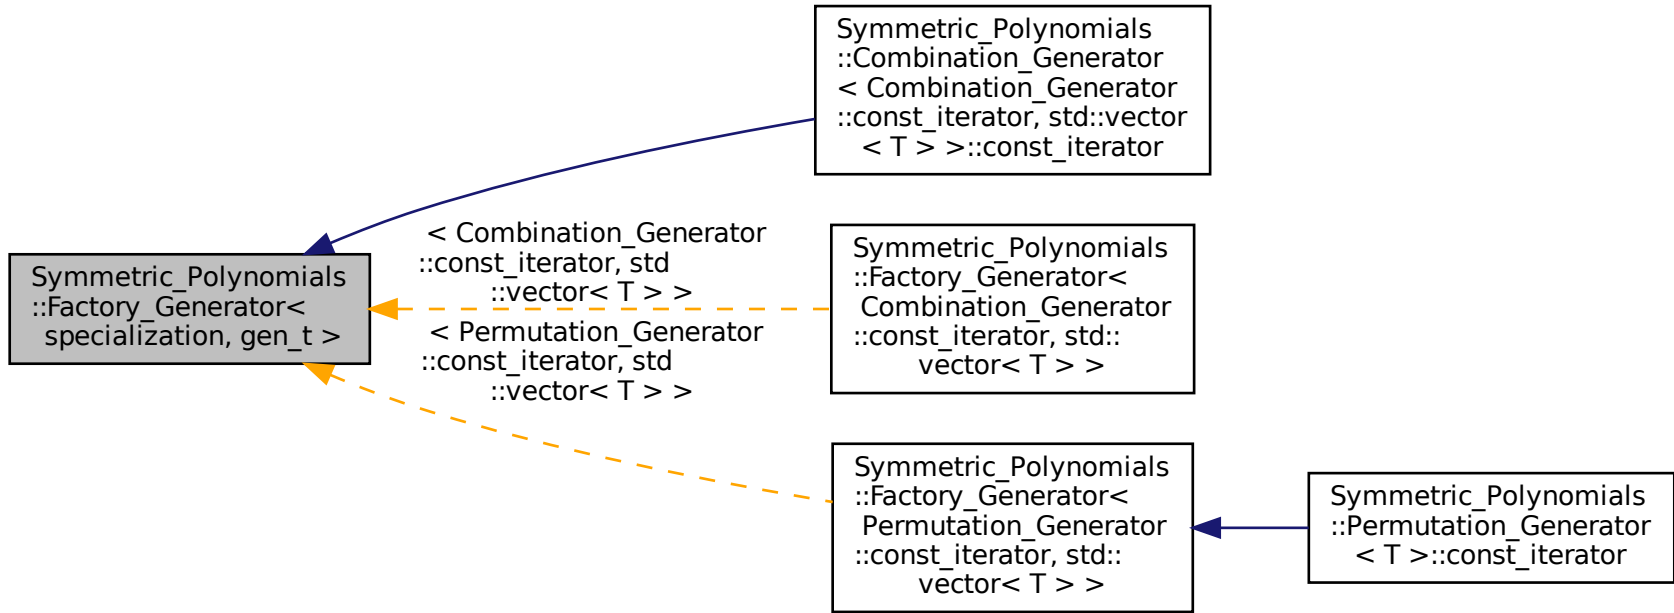 Symmetric_Polynomials
::Combination_Generator
< Combination_Generator
::const_iterator, std::vector
< T > >::const_iterator
< Combination_Generator
::const_iterator, std
::vector< T > >
Symmetric_Polynomials
::Factory_Generator<
specialization, gen_t >
Symmetric_Polynomials
::Factory_Generator<
Combination_Generator
::const_iterator, std::
vector< T > >
< Permutation_Generator
::const_iterator, std
::vector< T > >
Symmetric_Polynomials
::Factory_Generator<
Permutation_Generator
::const_iterator, std::
vector< T > >
Symmetric_Polynomials
::Permutation_Generator
< T >::const_iterator